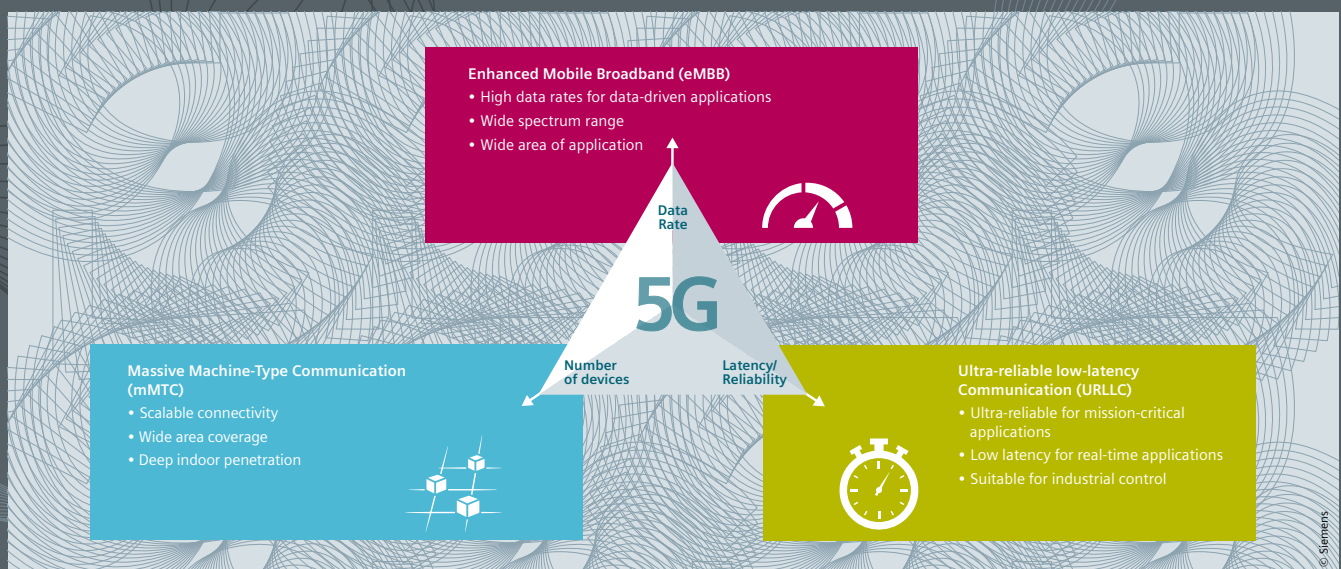 Enhanced Mobile Broadband (eMBB)
• High data rates for data-driven applications
• Wide spectrum range
• Wide area of application
Data
Rate
5G
Number
of devices
Latency/
Reliability
Massive Machine-Type Communication
(mMTC)
• Scalable connectivity
• Wide area coverage
• Deep indoor penetration
Ultra-reliable low-latency
Communication (URLLC)
• Ultra-reliable for mission-critical
applications
• Low latency for real-time applications
• Suitable for industrial control
© Siemens